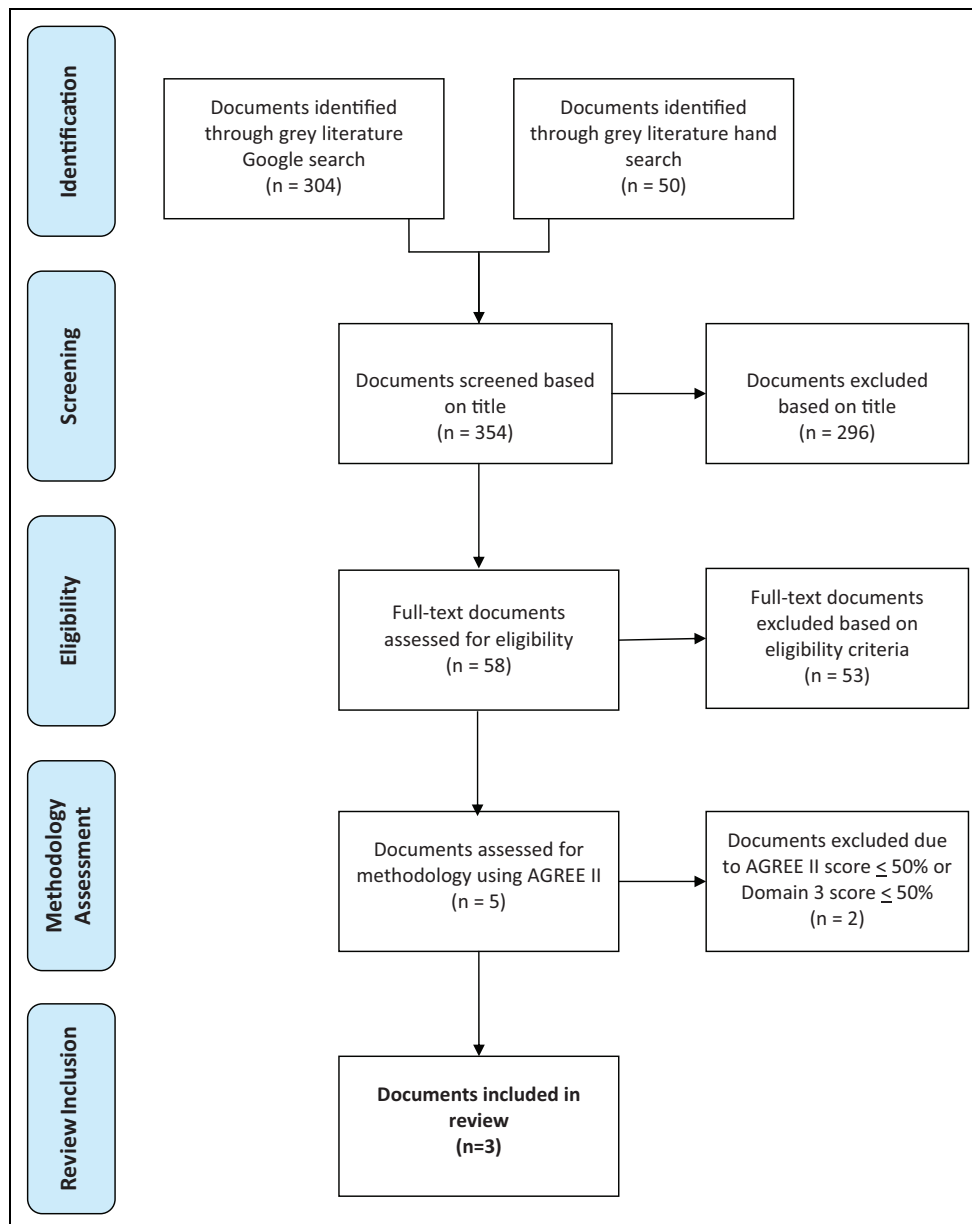 Identification
Documents identified
through grey literature
Google search
(n = 304)
Documents identified
through grey literature hand
search
(n = 50)
Screening
Documents screened based
on title
(n = 354)
Documents excluded
based on title
(n = 296)
Eligibility
Full-text documents
assessed for eligibility
(n = 58)
Full-text documents
excluded based on
eligibility criteria
(n = 53)
Methodology
Assessment
Documents assessed for
methodology using AGREE II
(n = 5)
Documents excluded due
to AGREE II score ≤ 50% or
Domain 3 score ≤ 50%
(n = 2)
Review Inclusion
Documents included in
review
(n=3)